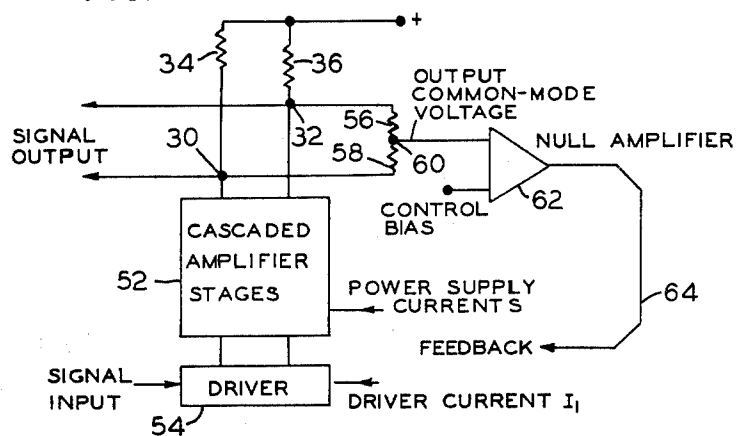 +
34
36
OUTPUT
COMMON-MODE
VOLTAGE
SIGNAL
OUTPUT
30
32
56
58
60
NULL AMPLIFIER
62
CONTROL
BIAS
CASCADED
AMPLIFIER
STAGES
52
POWER SUPPLY
CURRENTS
64
FEEDBACK
SIGNAL
INPUT
DRIVER
DRIVER CURRENT I₁
54